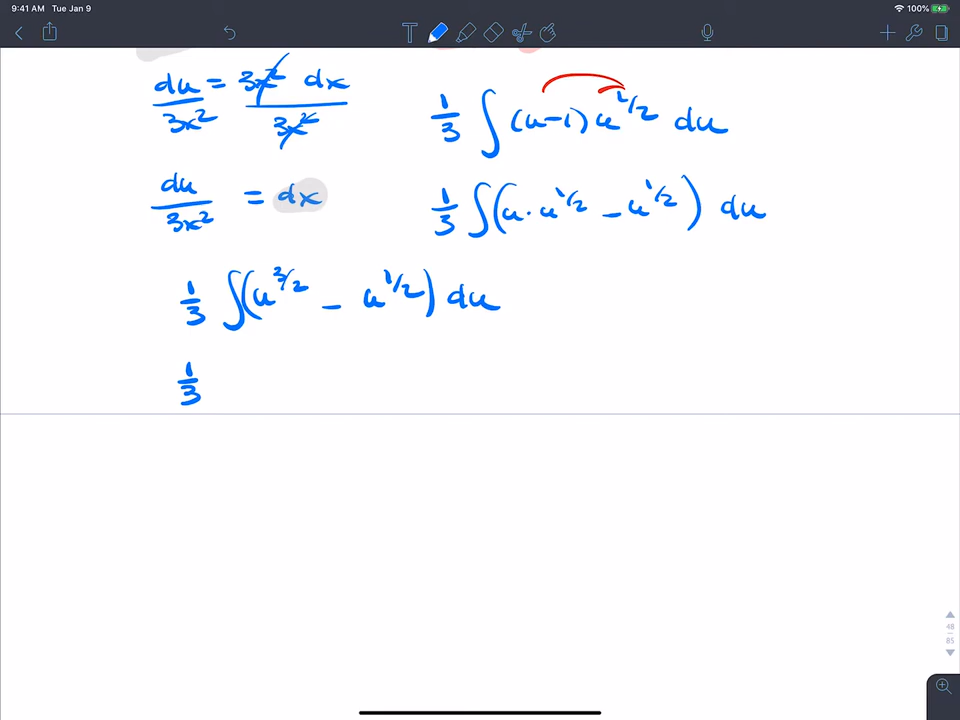 9:41 AM Tue Jan 9
100%
T
du/3x² = 3x² dx/3x²
du/3x² = dx
1/3 ∫ (u-1) u^1/2 du
1/3 ∫ (u · u^1/2 - u^1/2) du
1/3 ∫ (u^3/2 - u^1/2) du
1/3
48
85